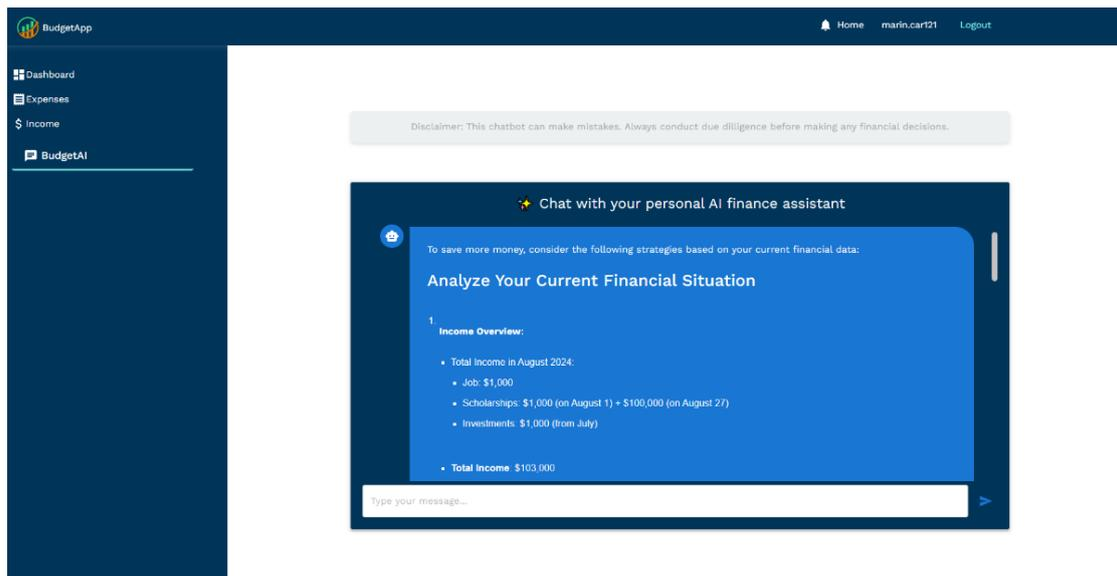 BudgetApp
Home marin.car121 Logout
Dashboard
Expenses
$ Income
BudgetAI
Disclaimer: This chatbot can make mistakes. Always conduct due dilligence before making any financial decisions.
Chat with your personal AI finance assistant
To save more money, consider the following strategies based on your current financial data:
Analyze Your Current Financial Situation
1.
Income Overview:
• Total Income in August 2024:
• Job: $1,000
• Scholarships: $1,000 (on August 1) + $100,000 (on August 27)
• Investments: $1,000 (from July)
• Total Income: $103,000
Type your message...